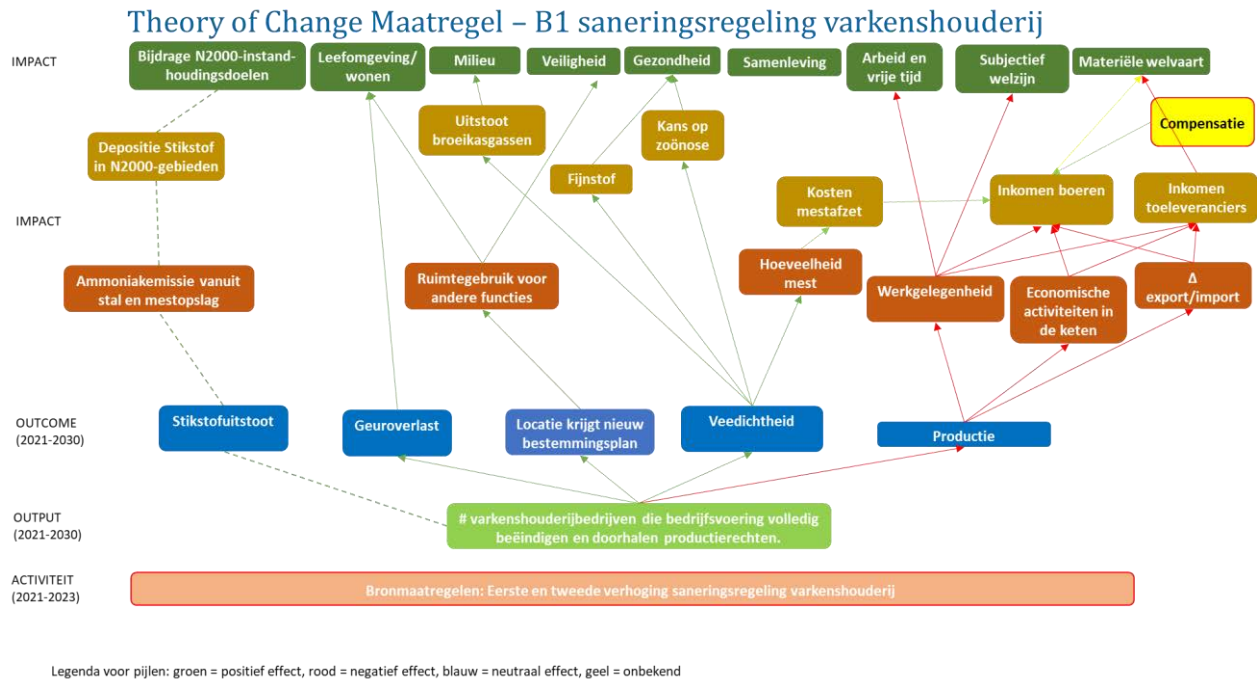 Theory of Change Maatregel – B1 saneringsregeling varkenshouderij
IMPACT
Bijdrage N2000-instand-
houdingsdoelen
Leefomgeving/
wonen
Milieu
Veiligheid
Gezondheid
Samenleving
Arbeid en
vrije tijd
Subjectief
welzijn
Materiële welvaart
Uitstoot
broeikasgassen
Kans op
zoönose
Compensatie
Depositie Stikstof
in N2000-gebieden
Fijnstof
IMPACT
Kosten
mestafzet
Inkomen boeren
Inkomen
toeleveranciers
Ammoniakemissie vanuit
stal en mestopslag
Ruimtegebruik voor
andere functies
Hoeveelheid
mest
Werkgelegenheid
Economische
activiteiten in
de keten
Δ
export/import
OUTCOME
(2021-2030)
Stikstofuitstoot
Geuroverlast
Locatie krijgt nieuw
bestemmingsplan
Veedichtheid
Productie
OUTPUT
(2021-2030)
# varkenshouderijbedrijven die bedrijfsvoering volledig
beëindigen en doorhalen productierechten.
ACTIVITEIT
(2021-2023)
Bronmaatregelen: Eerste en tweede verhoging saneringsregeling varkenshouderij
Legenda voor pijlen: groen = positief effect, rood = negatief effect, blauw = neutraal effect, geel = onbekend